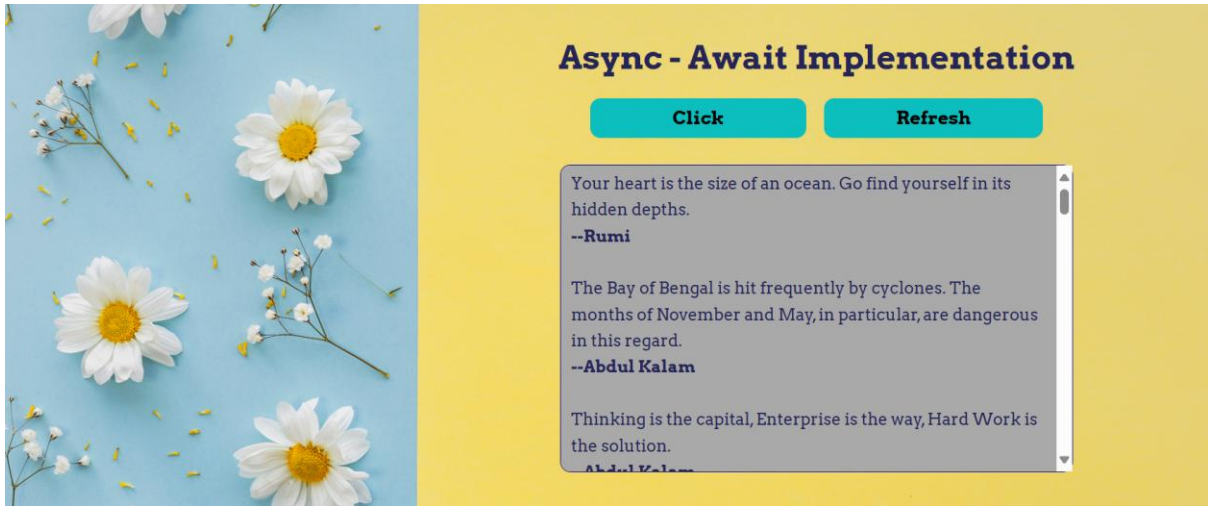 Async - Await Implementation
Click
Refresh
Your heart is the size of an ocean. Go find yourself in its
hidden depths.
--Rumi
The Bay of Bengal is hit frequently by cyclones. The
months of November and May, in particular, are dangerous
in this regard.
--Abdul Kalam
Thinking is the capital, Enterprise is the way, Hard Work is
the solution.
--Abdul Kalam